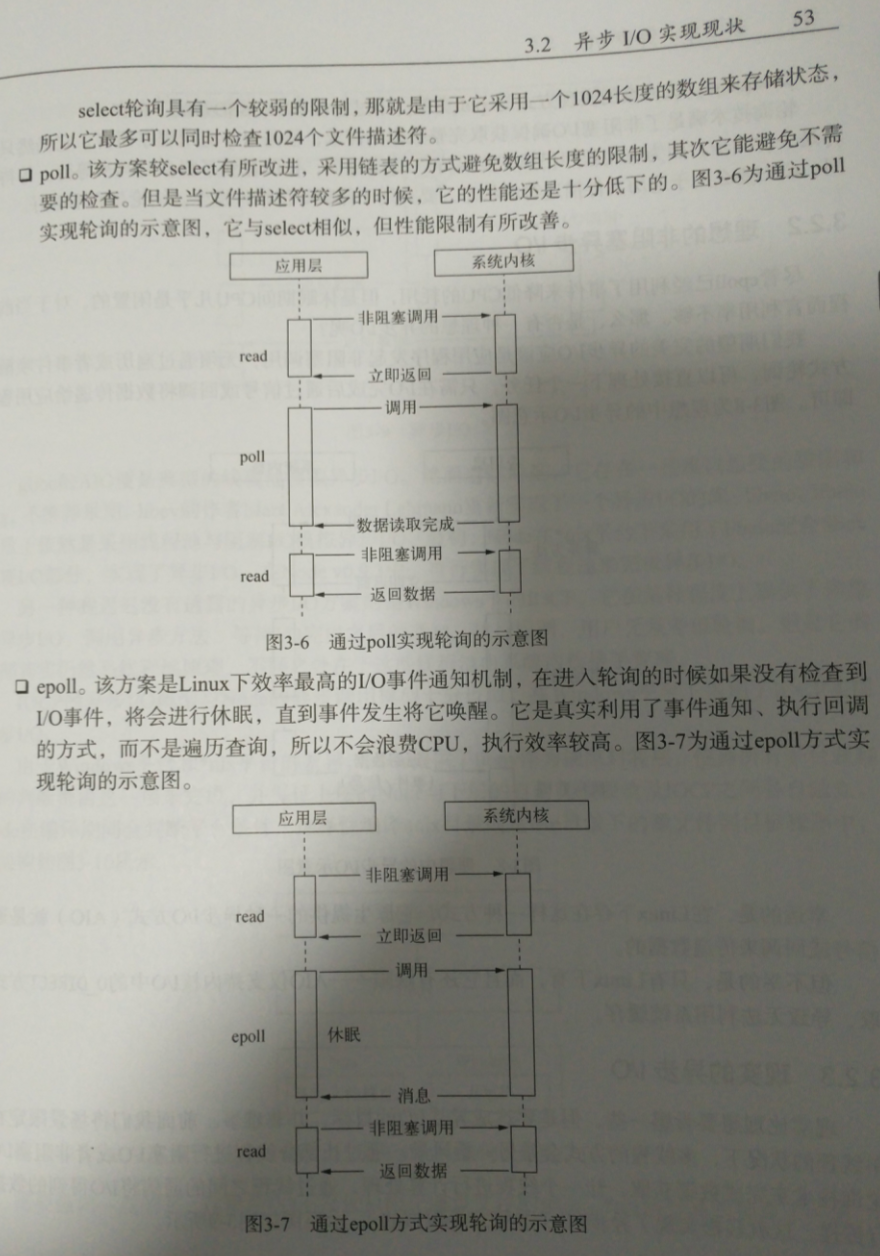 3.2 异步 I/O 实现现状 53
select轮询具有一个较弱的限制，那就是由于它采用一个1024长度的数组来存储状态，
所以它最多可以同时检查1024个文件描述符。
❑ poll。该方案较select有所改进，采用链表的方式避免数组长度的限制，其次它能避免不需
要的检查。但是当文件描述符较多的时候，它的性能还是十分低下的。图3-6为通过poll
实现轮询的示意图，它与select相似，但性能限制有所改善。
应用层 系统内核
非阻塞调用
read
立即返回
调用
poll
数据读取完成
非阻塞调用
read
返回数据
图3-6 通过poll实现轮询的示意图
❑ epoll。该方案是Linux下效率最高的I/O事件通知机制，在进入轮询的时候如果没有检查到
I/O事件，将会进行休眠，直到事件发生将它唤醒。它是真实利用了事件通知、执行回调
的方式，而不是遍历查询，所以不会浪费CPU，执行效率较高。图3-7为通过epoll方式实
现轮询的示意图。
应用层 系统内核
非阻塞调用
read
立即返回
调用
epoll 休眠
消息
非阻塞调用
read
返回数据
图3-7 通过epoll方式实现轮询的示意图